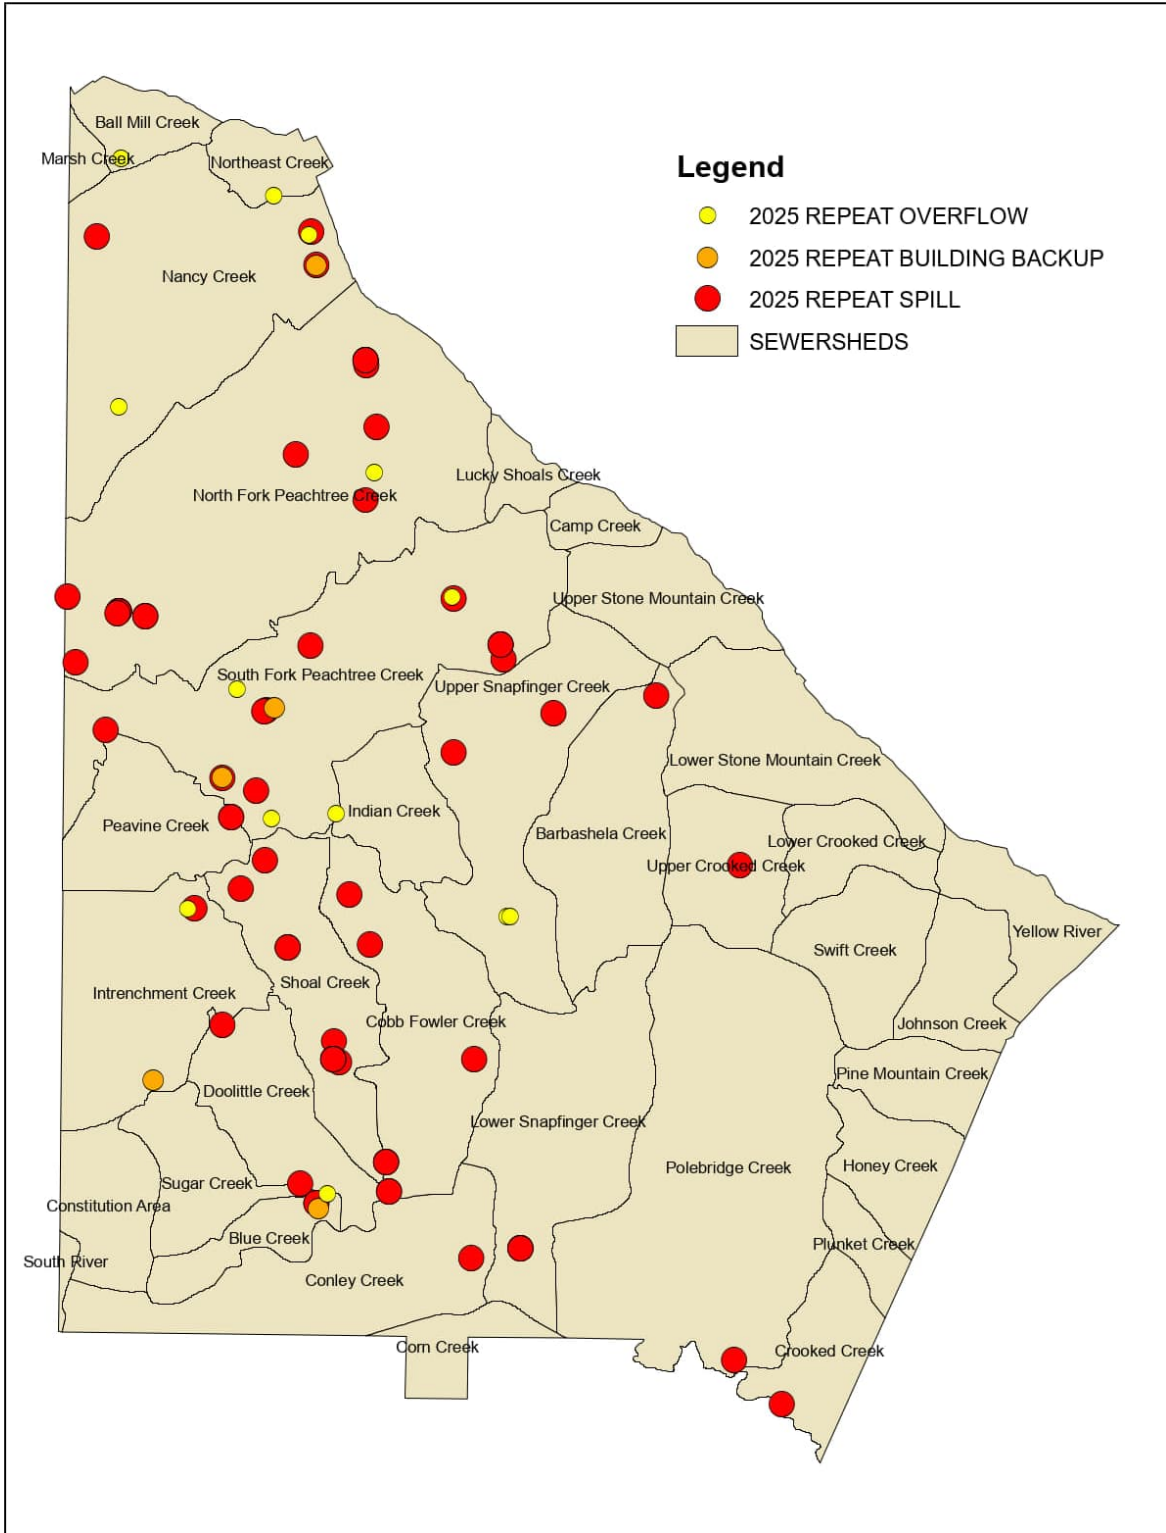 Ball Mill Creek
Marsh Creek
Northeast Creek
Legend
2025 REPEAT OVERFLOW
2025 REPEAT BUILDING BACKUP
2025 REPEAT SPILL
SEWERSHEDS
Nancy Creek
Lucky Shoals Creek
North Fork Peachtree Creek
Camp Creek
Upper Stone Mountain Creek
South Fork Peachtree Creek
Upper Snapfinger Creek
Lower Stone Mountain Creek
Indian Creek
Peavine Creek
Barbashela Creek
Lower Crooked Creek
Upper Crooked Creek
Yellow River
Swift Creek
Shoal Creek
Intrenchment Creek
Cobb Fowler Creek
Johnson Creek
Pine Mountain Creek
Doolittle Creek
Lower Snapfinger Creek
Polebridge Creek
Honey Creek
Sugar Creek
Constitution Area
Blue Creek
Plunket Creek
South River
Conley Creek
Corn Creek
Crooked Creek